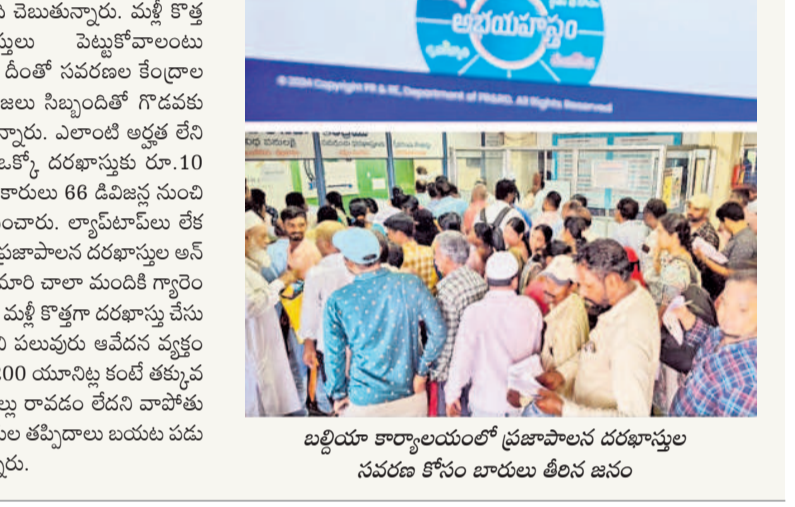 చెబుతున్నారు. మళ్లీ కొత్త
పెట్టుకోవాలంటు
దీంతో సవరణల కేంద్రాల
సిబ్బందితో గొడవకు
ఎలాంటి అర్హత లేని
ఒక్కో దరఖాస్తుకు రూ.10
66 డివిజన్ల నుంచి
ల్యాప్‌టాప్‌లు లేక
ప్రజాపాలన దరఖాస్తుల అన్
చాలా మందికి గ్యారెం
మళ్లీ కొత్తగా దరఖాస్తు చేసు
పలువురు ఆవేదన వ్యక్తం
యూనిట్ల కంటే తక్కువ
రావడం లేదని వాపోతు
తప్పిదాలు బయట పడు
అభయహస్తం
© 2024 Copyright PR & RE, Department of PR&RD. All Rights Reserved
బల్దియా కార్యాలయంలో ప్రజాపాలన దరఖాస్తుల
సవరణ కోసం బారులు తీరిన జనం